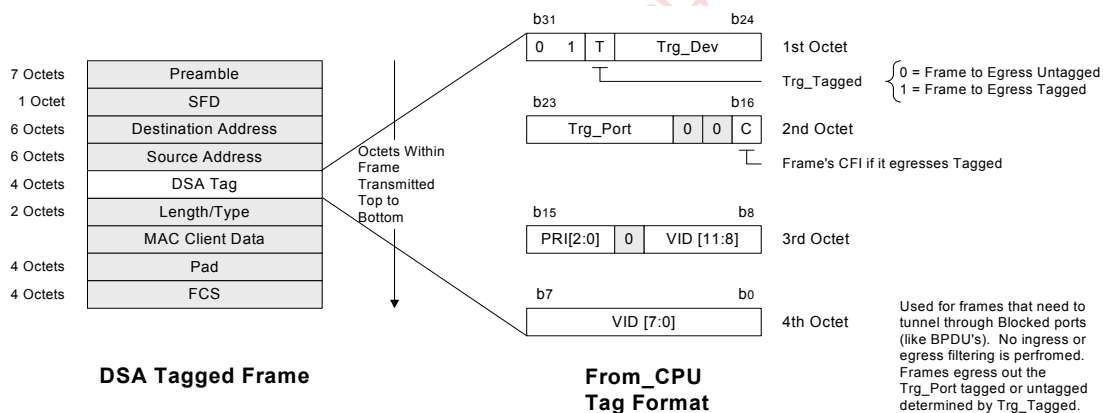 7 Octets Preamble
1 Octet SFD
6 Octets Destination Address
6 Octets Source Address
4 Octets DSA Tag
2 Octets Length/Type
MAC Client Data
4 Octets Pad
4 Octets FCS
DSA Tagged Frame
Octets Within
Frame
Transmitted
Top to
Bottom
b31 b24
0 1 T Trg_Dev 1st Octet
Trg_Tagged
0 = Frame to Egress Untagged
1 = Frame to Egress Tagged
b23 b16
Trg_Port 0 0 C 2nd Octet
Frame's CFI if it egresses Tagged
b15 b8
PRI[2:0] 0 VID [11:8] 3rd Octet
b7 b0
VID [7:0] 4th Octet
From_CPU
Tag Format
Used for frames that need to
tunnel through Blocked ports
(like BPDU's). No ingress or
egress filtering is perfromed.
Frames egress out the
Trg_Port tagged or untagged
determined by Trg_Tagged.